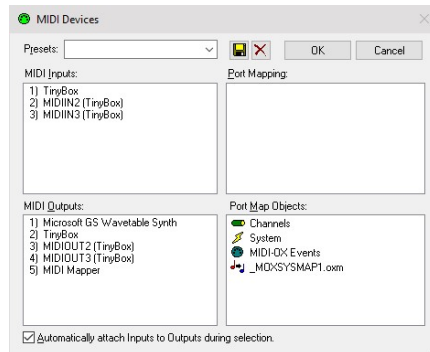 MIDI Devices
Presets:
OK
Cancel
MIDI Inputs:
1) TinyBox
2) MIDIIN2 (TinyBox)
3) MIDIIN3 (TinyBox)
Port Mapping:
MIDI Outputs:
1) Microsoft GS Wavetable Synth
2) TinyBox
3) MIDIOUT2 (TinyBox)
4) MIDIOUT3 (TinyBox)
5) MIDI Mapper
Port Map Objects:
Channels
System
MIDI-OX Events
_MOXSYSMAP1.oxm
Automatically attach Inputs to Outputs during selection.